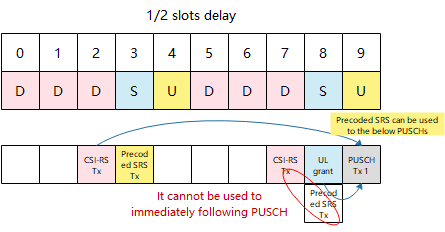 1/2 slots delay
0 1 2 3 4 5 6 7 8 9
D D D S U D D D S U
Precoded SRS can be used
to the below PUSCHs
CSI-RS
Tx
Precod
ed SRS
Tx
CSI-RS
Tx
UL
grant
PUSCH
Tx 1
It cannot be used to
immediately following PUSCH
Precod
ed SRS
Tx